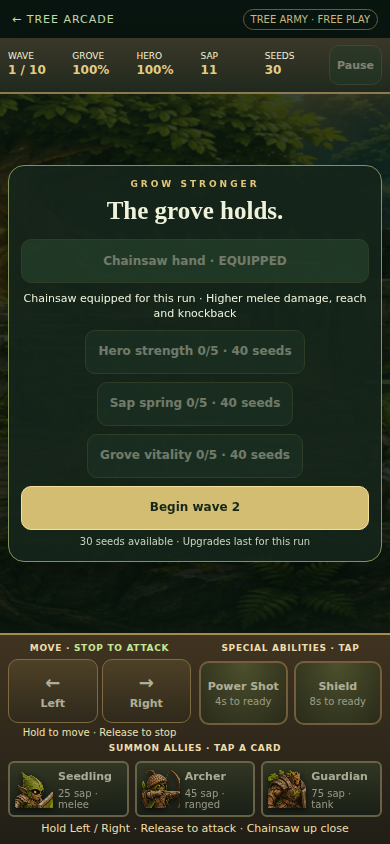 ← TREE ARCADE
TREE ARMY · FREE PLAY
WAVE GROVE HERO SAP SEEDS
1 / 10 100% 100% 11 30
Pause
GROW STRONGER
The grove holds.
Chainsaw hand · EQUIPPED
Chainsaw equipped for this run · Higher melee damage, reach
and knockback
Hero strength 0/5 · 40 seeds
Sap spring 0/5 · 40 seeds
Grove vitality 0/5 · 40 seeds
Begin wave 2
30 seeds available · Upgrades last for this run
MOVE · STOP TO ATTACK
← →
Left Right
Hold to move · Release to stop
SPECIAL ABILITIES · TAP
Power Shot Shield
4s to ready 8s to ready
SUMMON ALLIES · TAP A CARD
Seedling
25 sap ·
melee
Archer
45 sap ·
ranged
Guardian
75 sap ·
tank
Hold Left / Right · Release to attack · Chainsaw up close